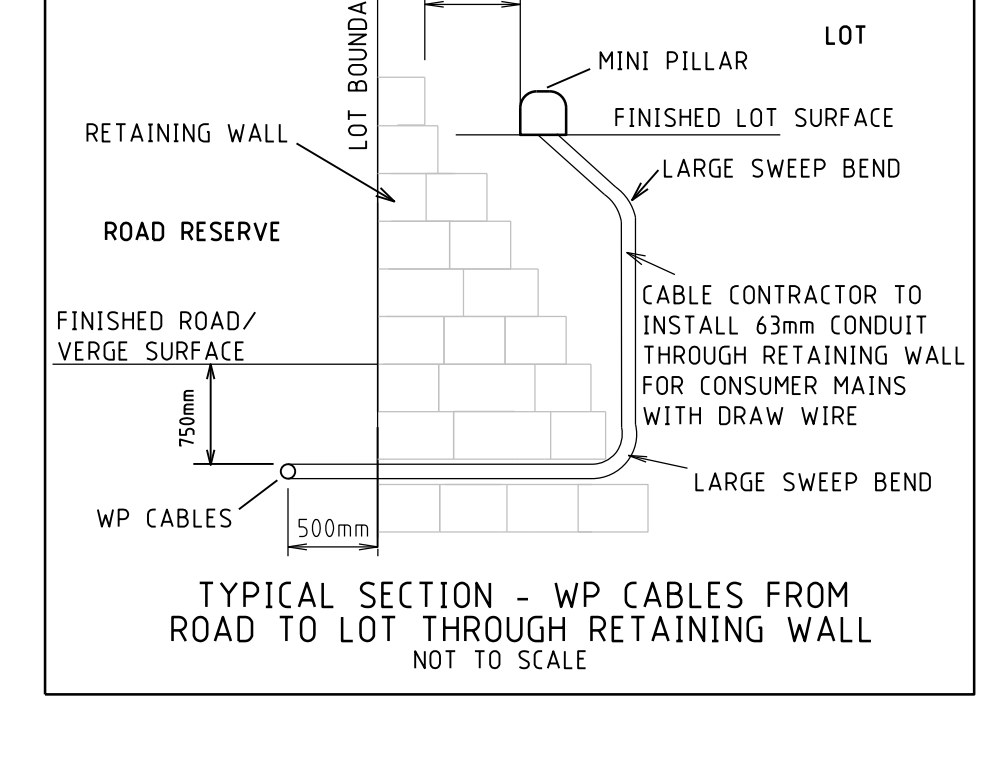 LOT
MINI PILLAR
FINISHED LOT SURFACE
LOT
RETAINING WALL
LARGE SWEEP BEND
ROAD RESERVE
CABLE CONTRACTOR TO
INSTALL 63mm CONDUIT
THROUGH RETAINING WALL
FOR CONSUMER MAINS
WITH DRAW WIRE
FINISHED ROAD/
VERGE SURFACE
750mm
LARGE SWEEP BEND
WP CABLES
500mm
TYPICAL SECTION - WP CABLES FROM
ROAD TO LOT THROUGH RETAINING WALL
NOT TO SCALE